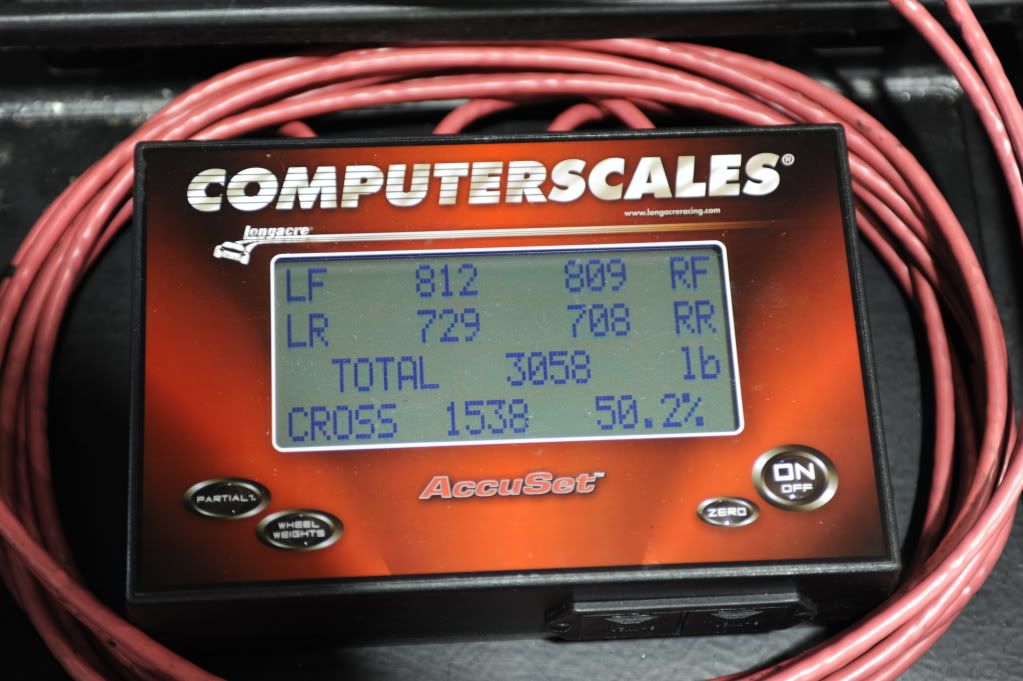 COMPUTERSCALES®
www.longacreracing.com
longacre®
LF 812 809 RF
LR 729 708 RR
TOTAL 3058 lb
CROSS 1538 50.2%
AccuSet™
PARTIAL%
WHEEL
WEIGHTS
ZERO
ON
OFF